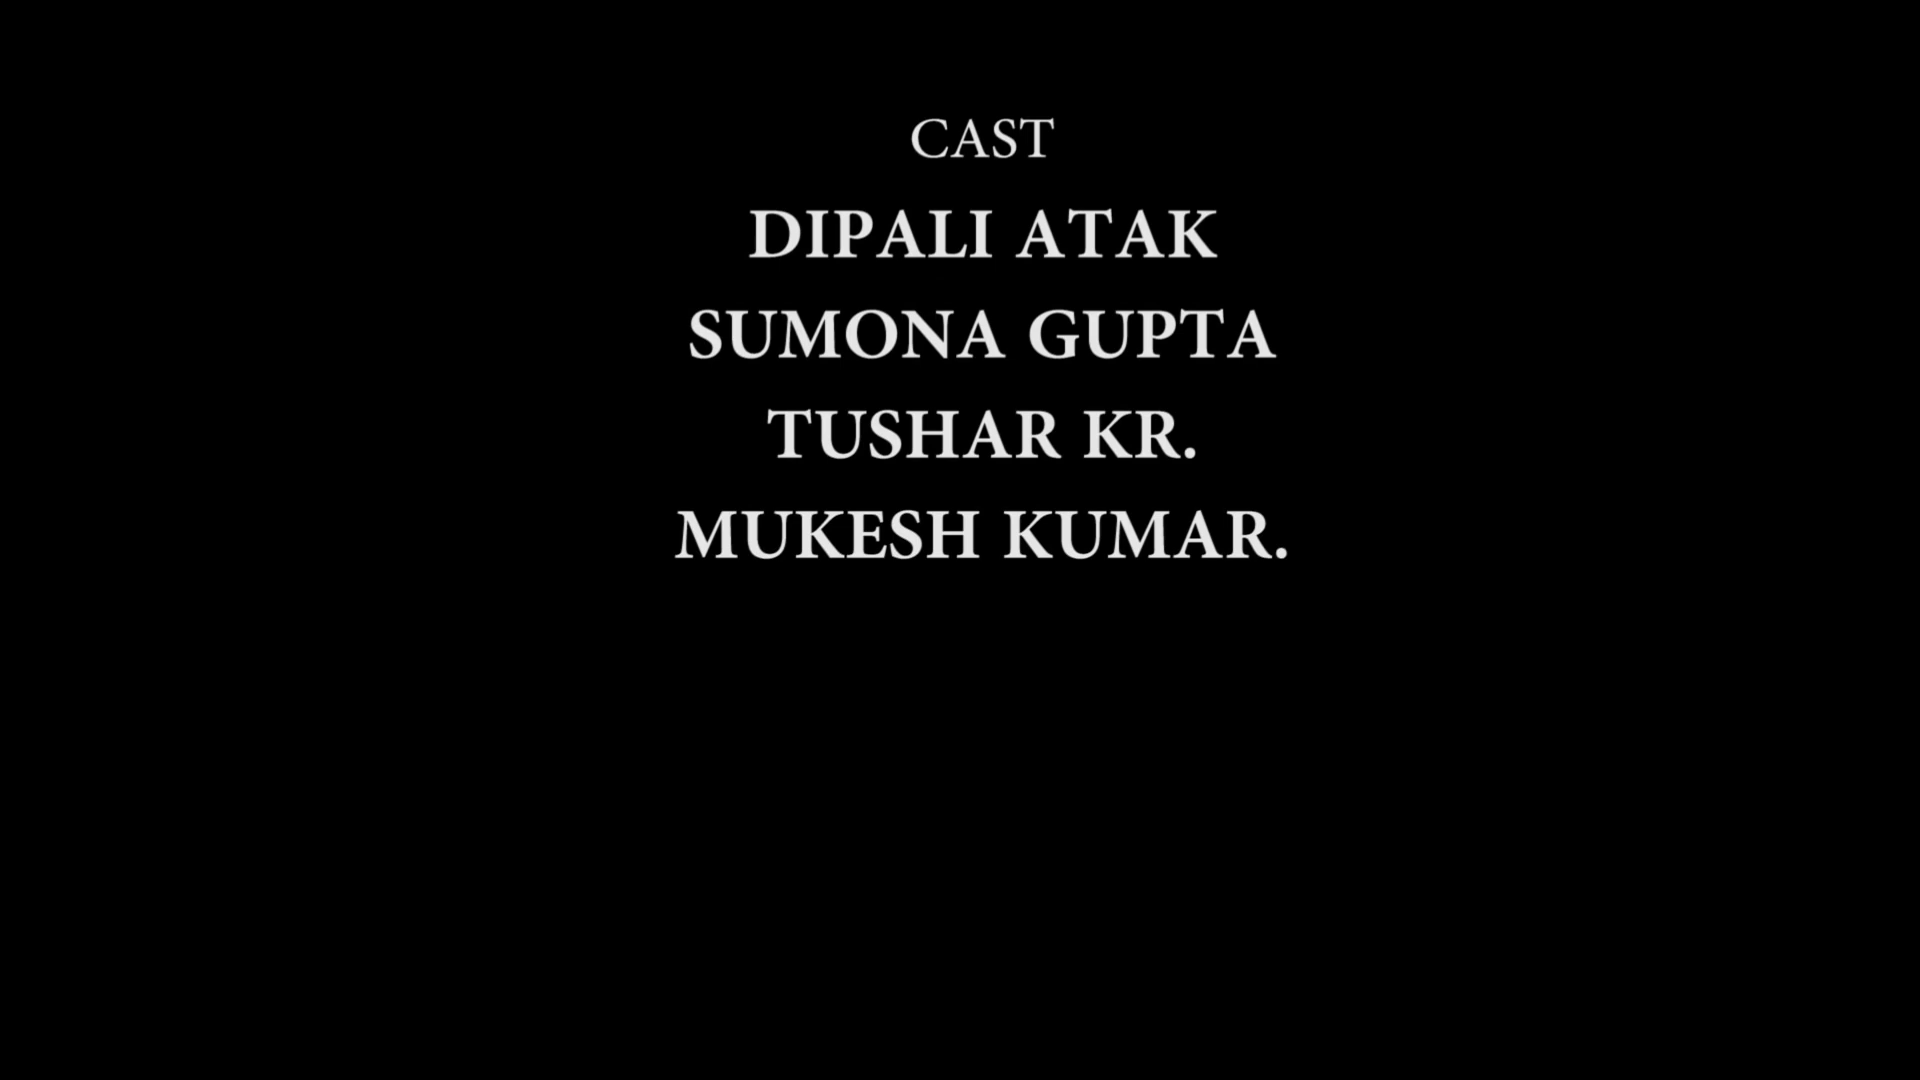 CAST
DIPALI ATAK
SUMONA GUPTA
TUSHAR KR.
MUKESH KUMAR.